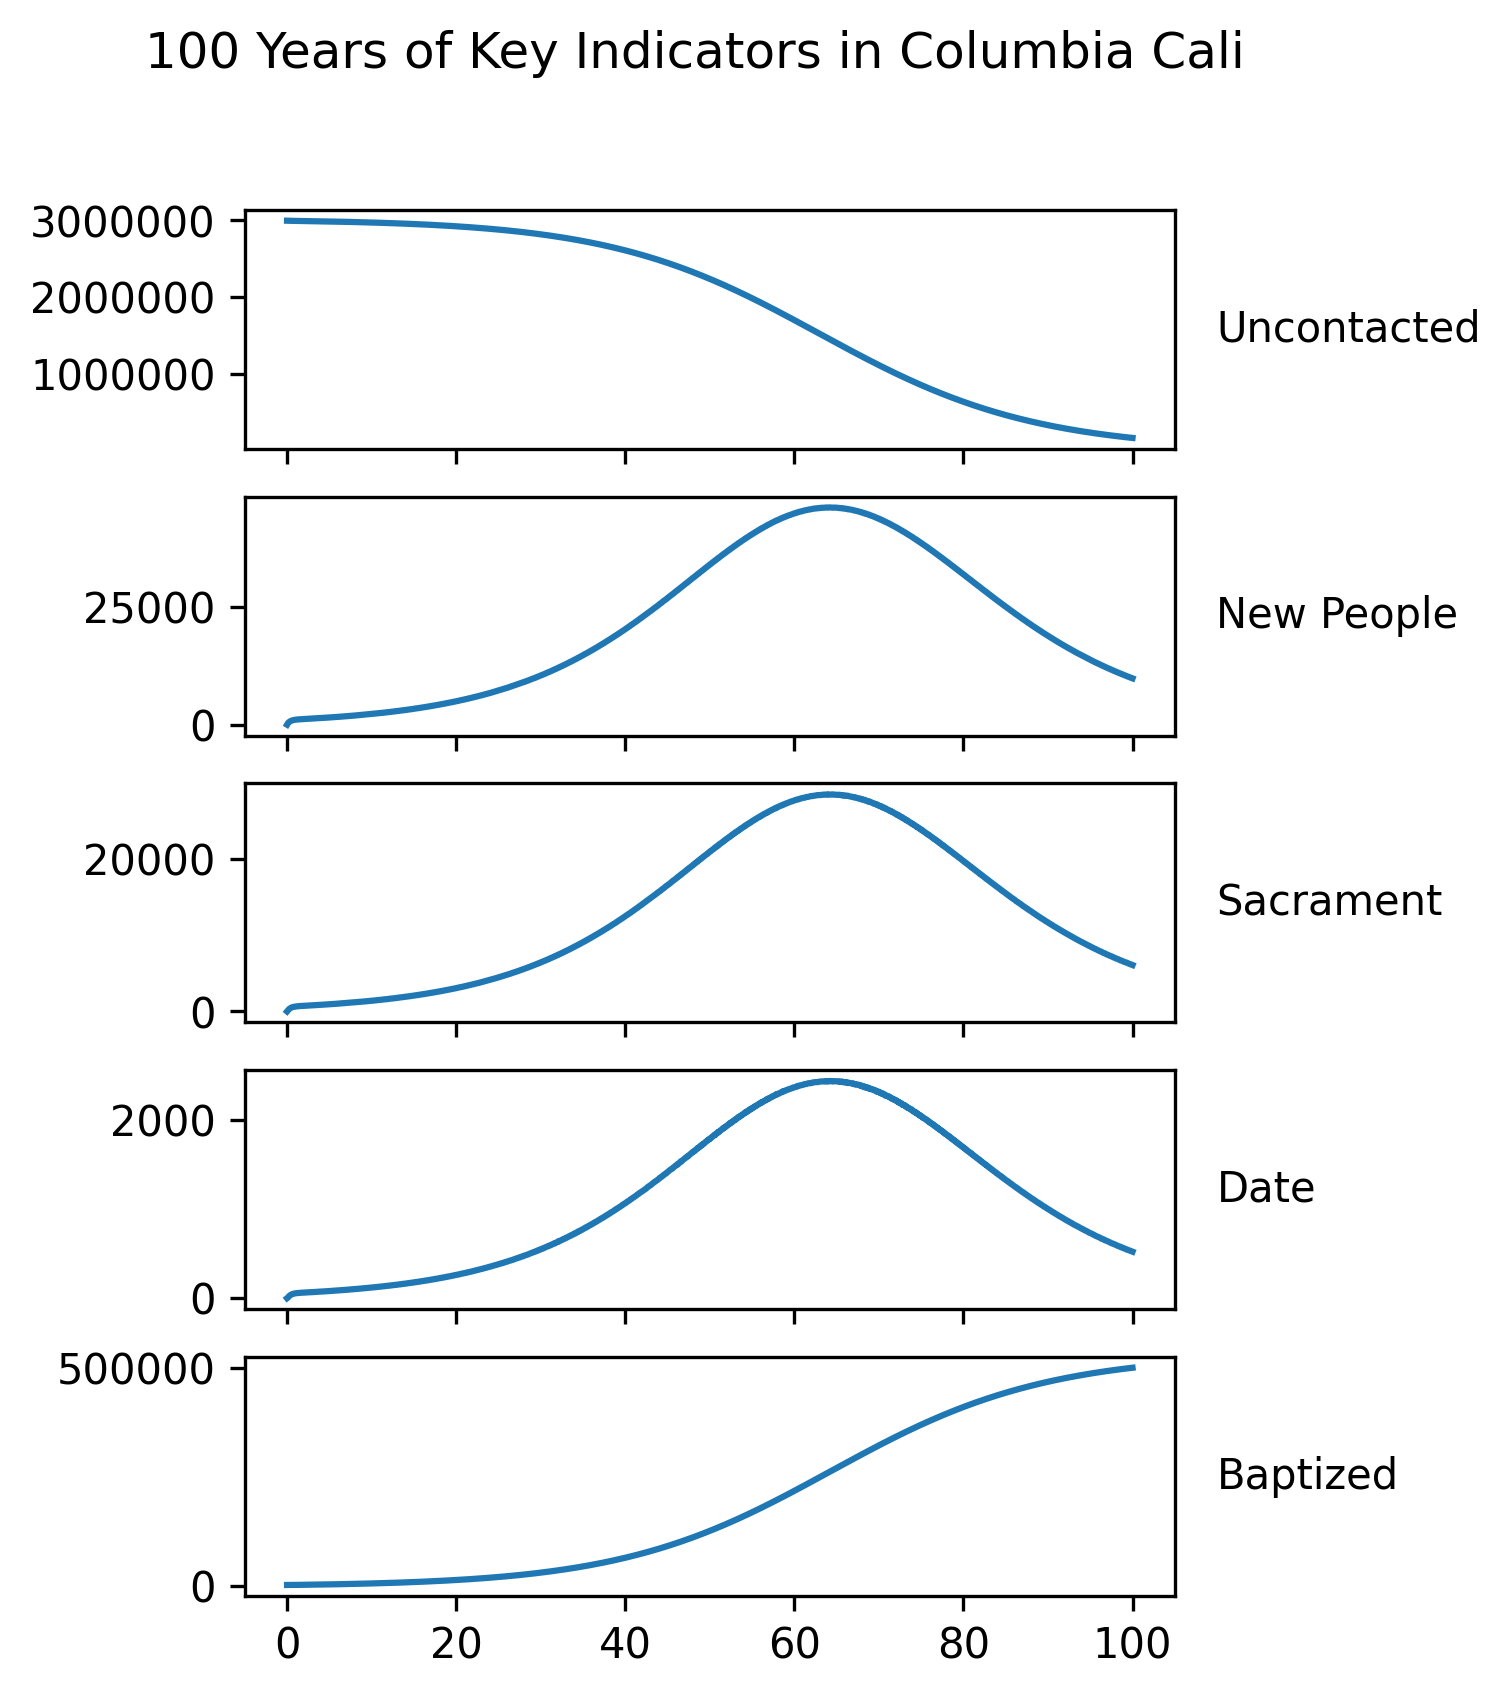 100 Years of Key Indicators in Columbia Cali
3000000
2000000
1000000
Uncontacted
25000
0
New People
20000
0
Sacrament
2000
0
Date
500000
0
Baptized
0 20 40 60 80 100